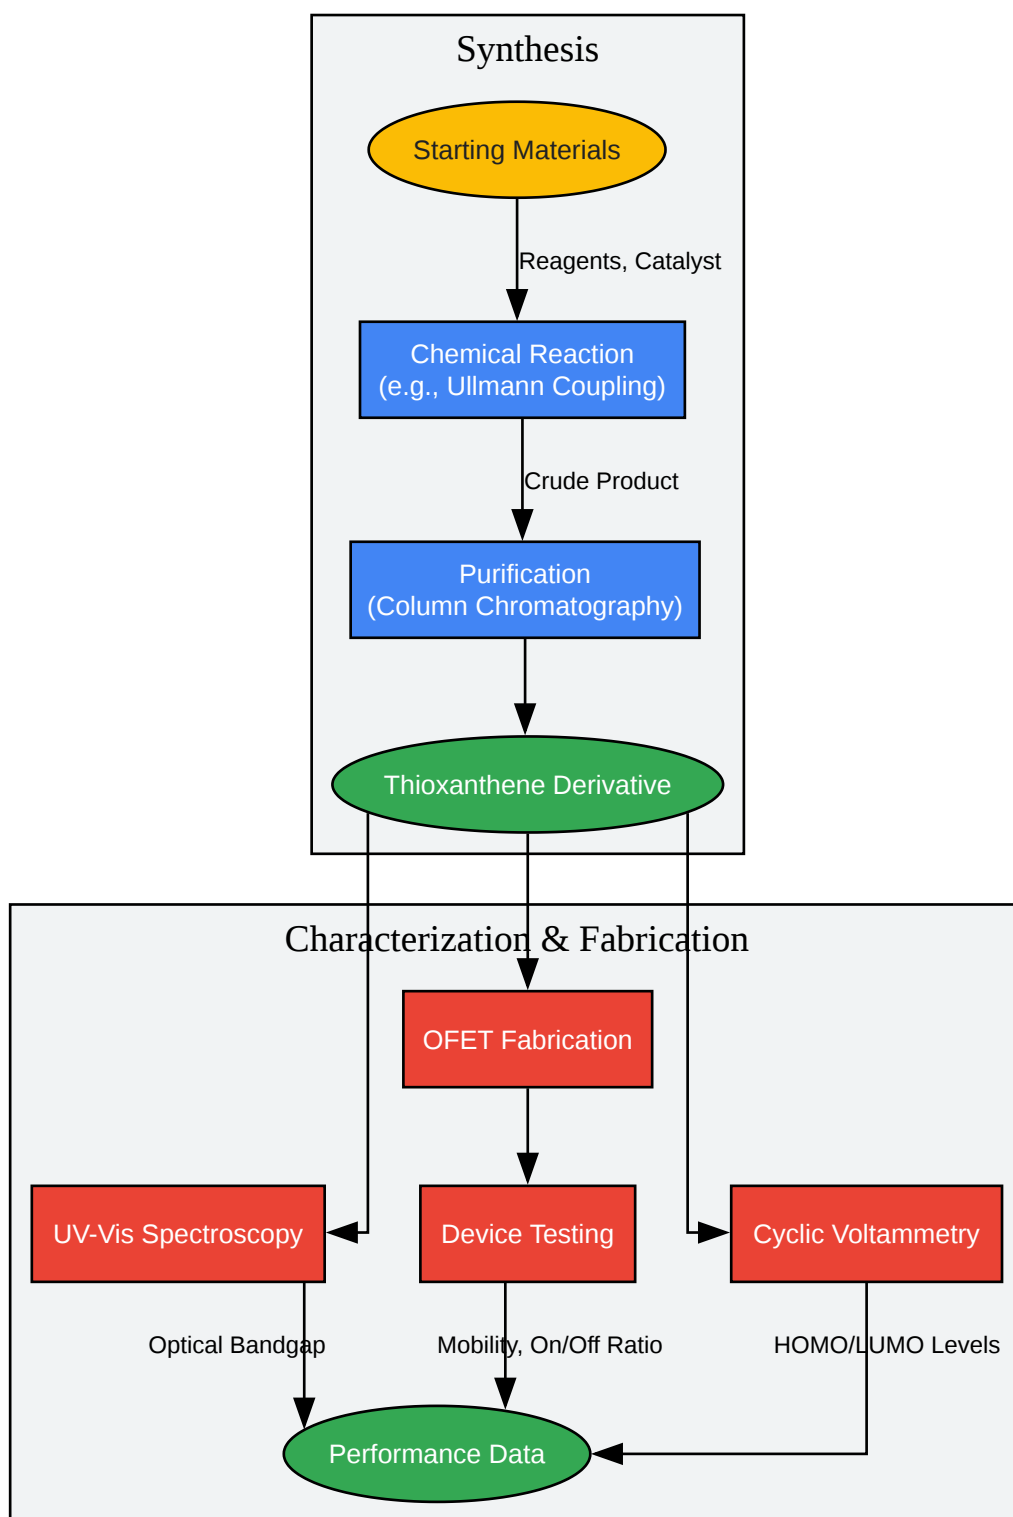 Synthesis
Starting Materials
Reagents, Catalyst
Chemical Reaction
(e.g., Ullmann Coupling)
Crude Product
Purification
(Column Chromatography)
Thioxanthene Derivative
Characterization & Fabrication
OFET Fabrication
UV-Vis Spectroscopy
Device Testing
Cyclic Voltammetry
Optical Bandgap
Mobility, On/Off Ratio
HOMO/LUMO Levels
Performance Data